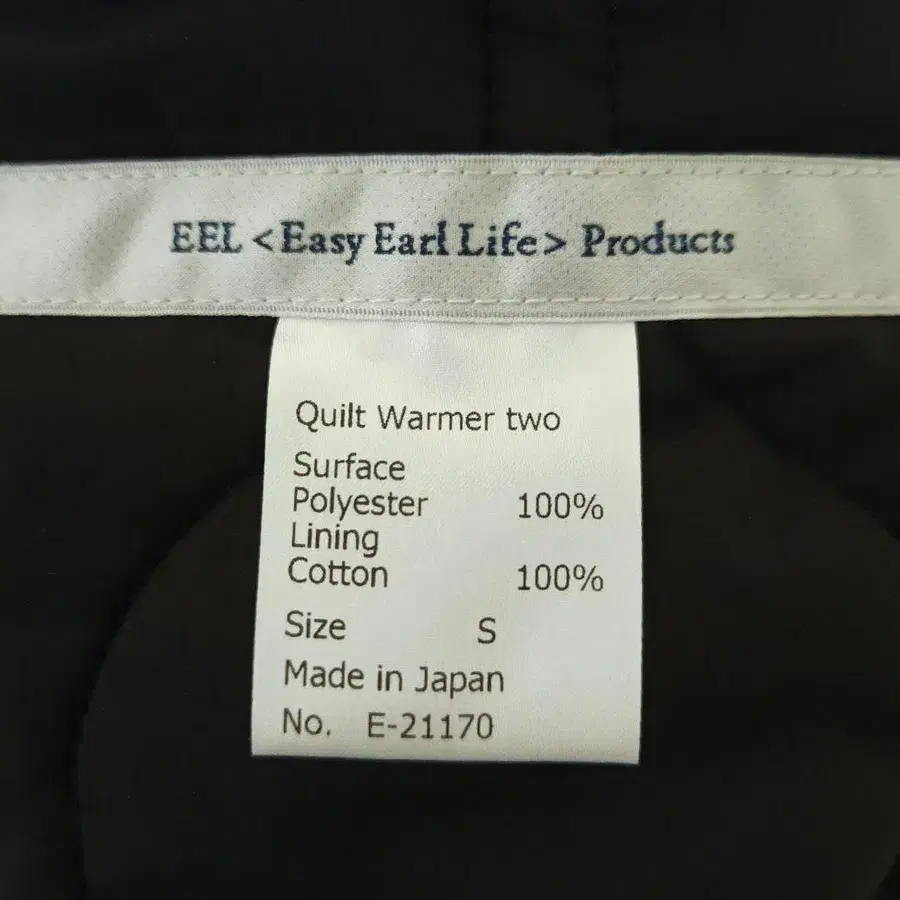 EEL <Easy Earl Life> Products
Quilt Warmer two
Surface
Polyester 100%
Lining
Cotton 100%
Size S
Made in Japan
No. E-21170